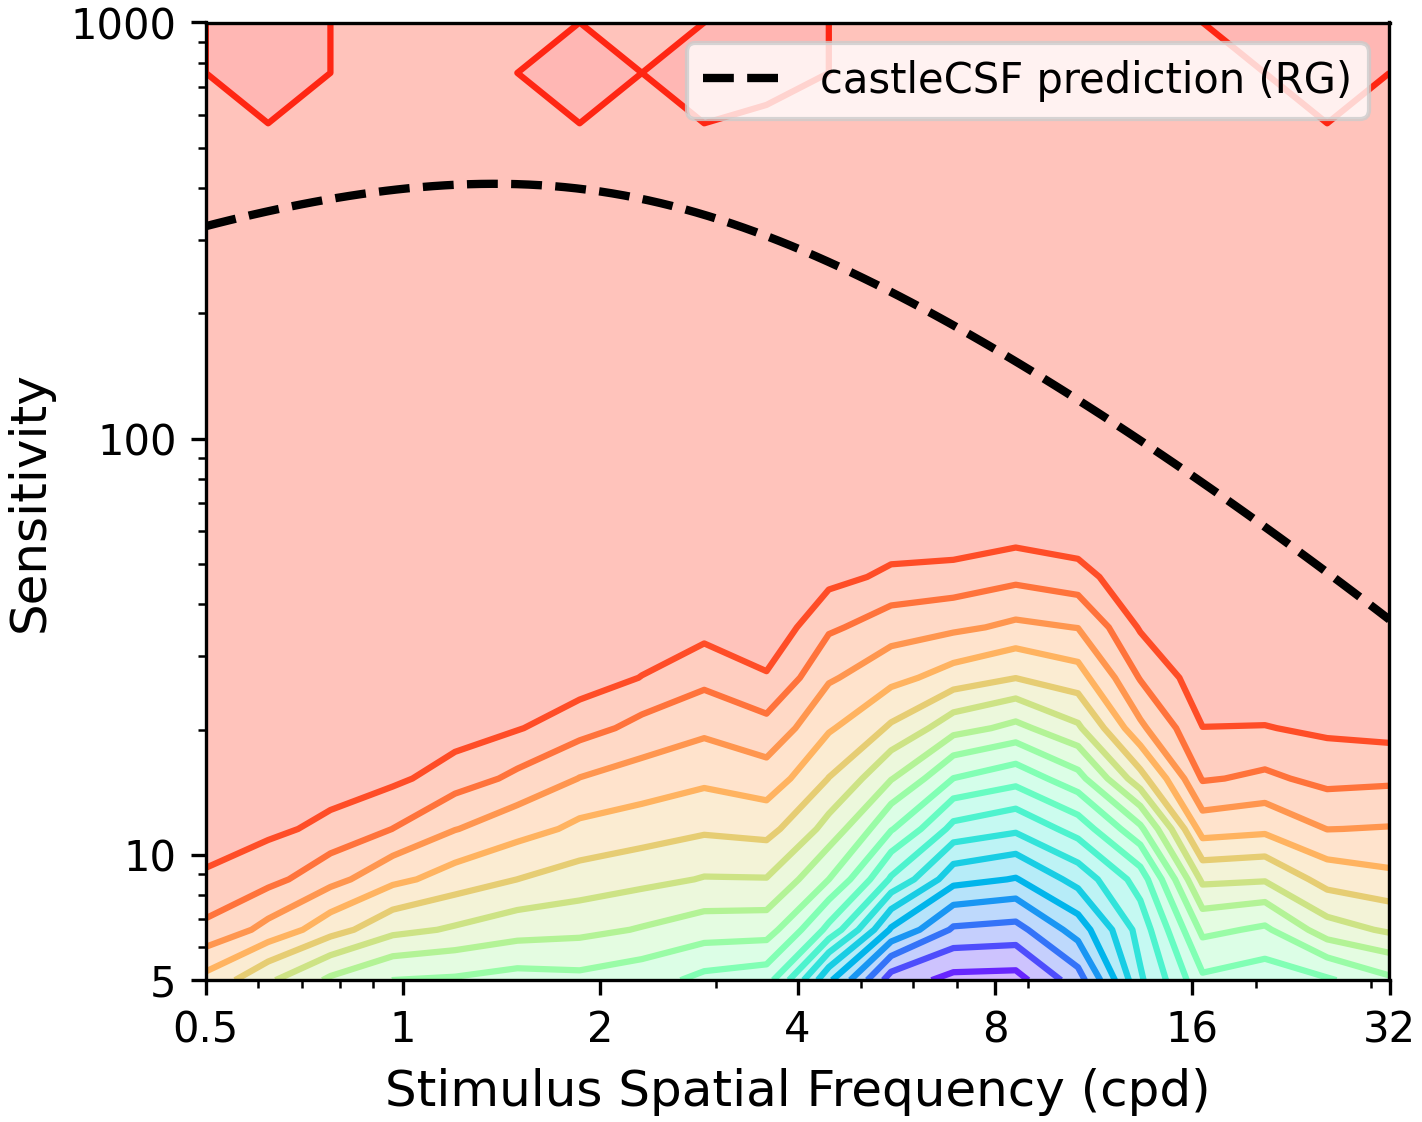 1000
castleCSF prediction (RG)
100
Sensitivity
10
5
0.5 1 2 4 8 16 32
Stimulus Spatial Frequency (cpd)